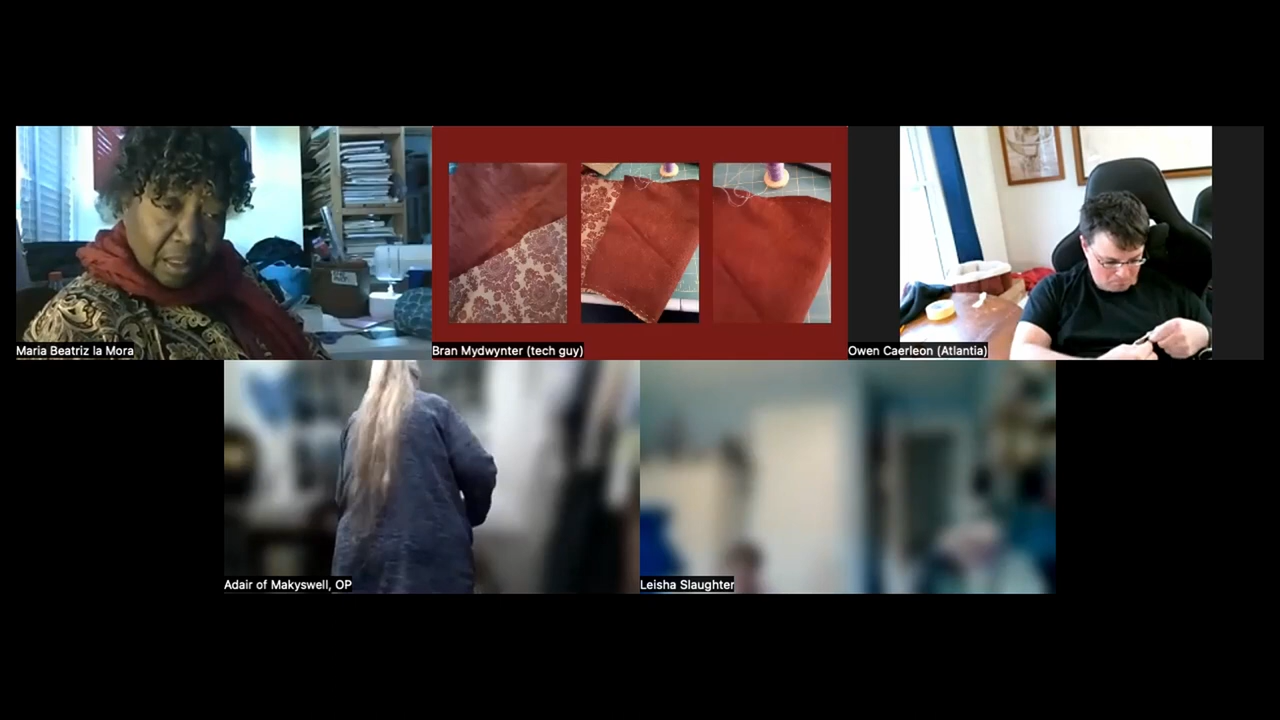 Maria Beatriz la Mora
Bran Mydwynter (tech guy)
Owen Caerleon (Atlantia)
Adair of Makyswell, OP
Leisha Slaughter